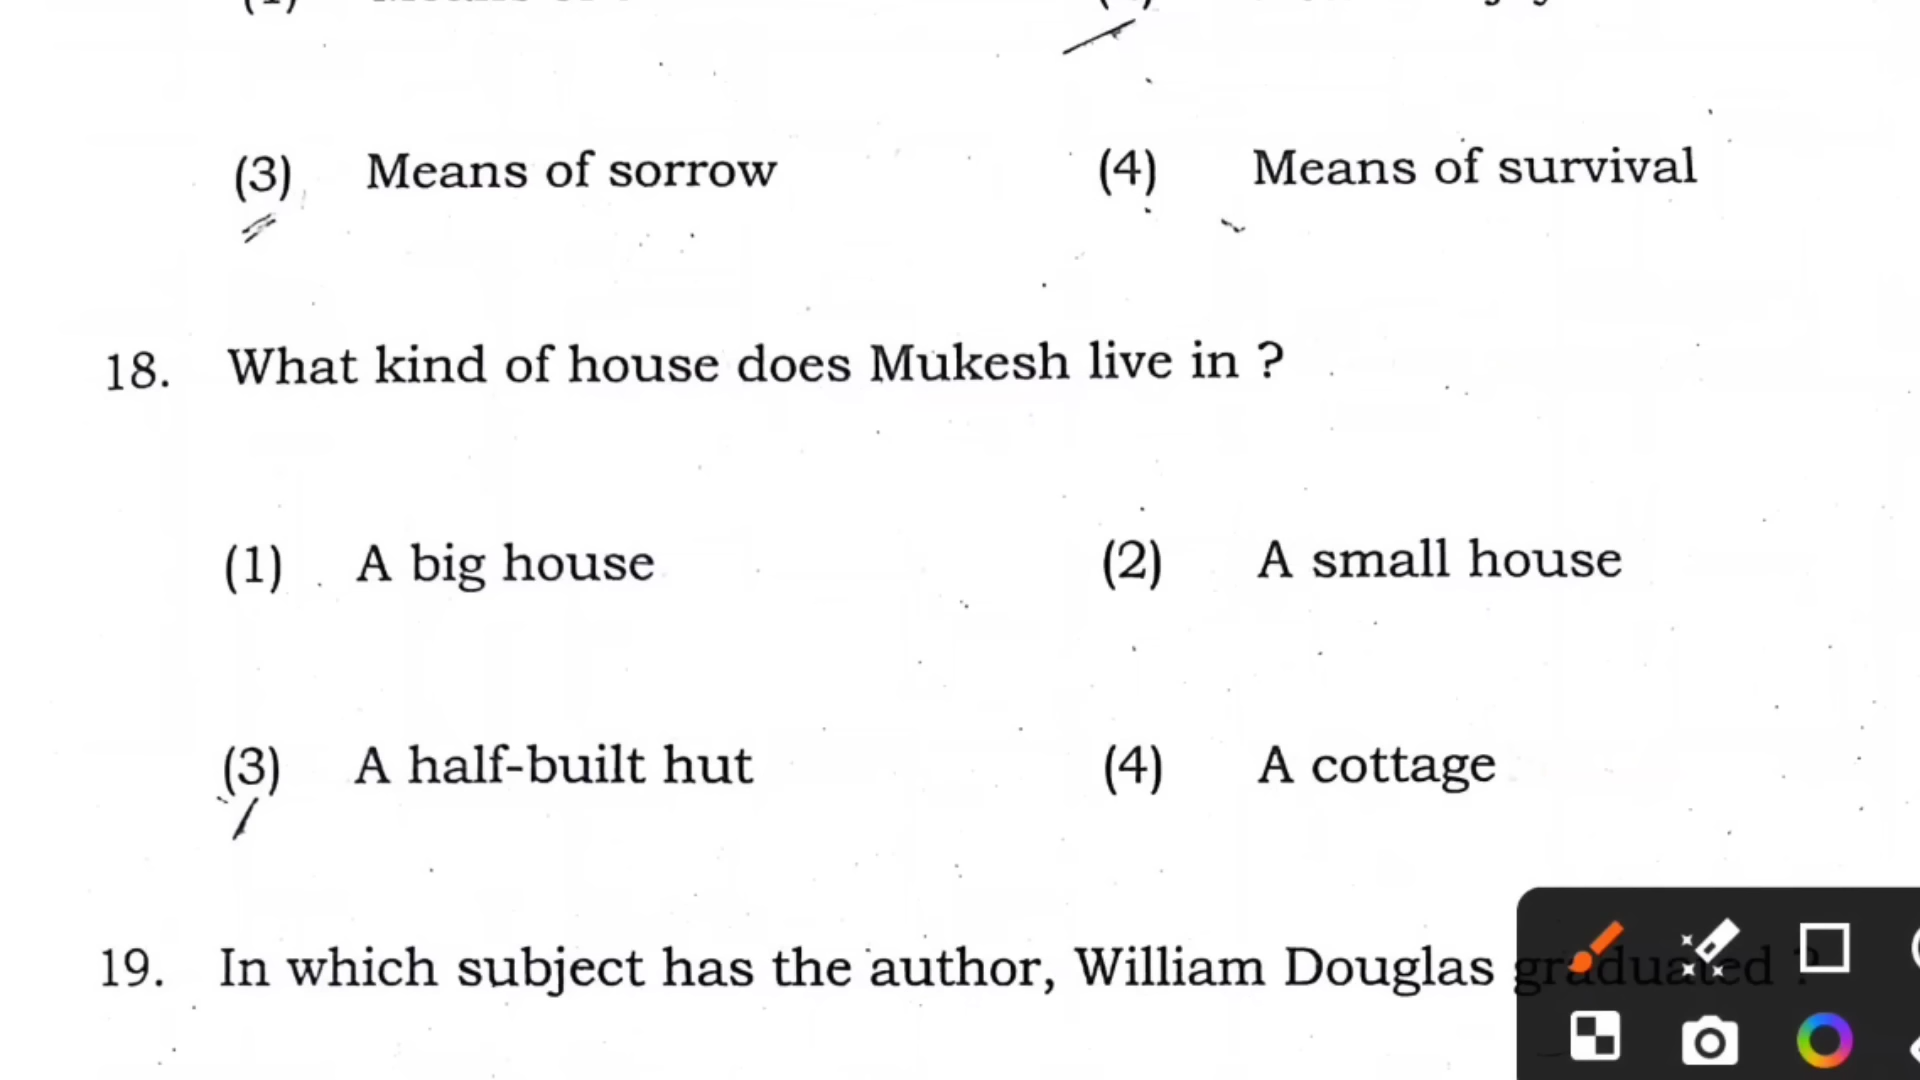 (3) Means of sorrow (4) Means of survival
18. What kind of house does Mukesh live in ?
(1) A big house (2) A small house
(3) A half-built hut (4) A cottage
19. In which subject has the author, William Douglas graduated ?